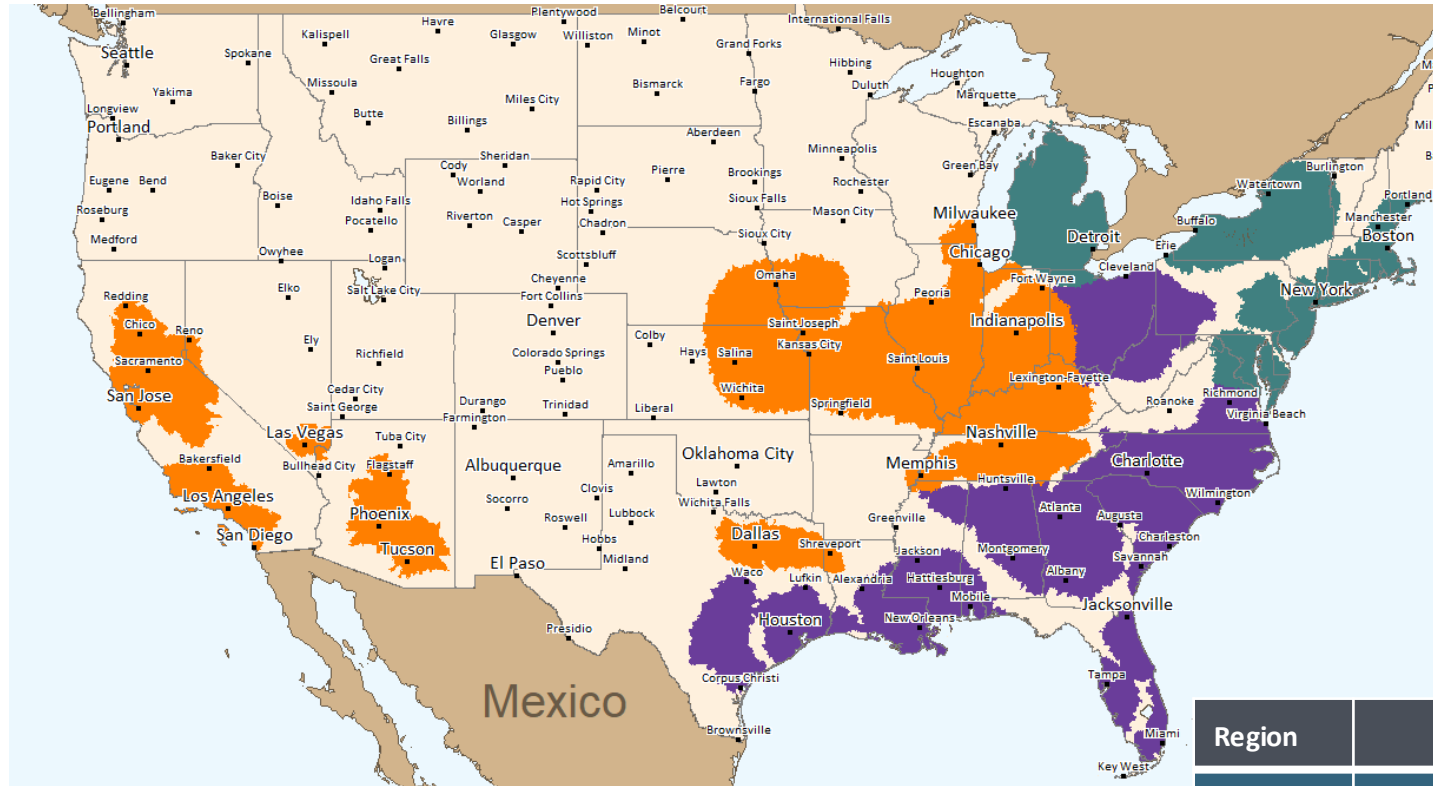 Bellingham
Seattle
Spokane
Yakima
Longview
Portland
Kalispell
Havre
Glasgow
Plentywood
Williston
Belcourt
Minot
Great Falls
Missoula
Butte
Miles City
Billings
Bismarck
Grand Forks
Fargo
International Falls
Hibbing
Duluth
Houghton
Marquette
Escanaba
Baker City
Eugene
Bend
Roseburg
Medford
Boise
Owyhee
Idaho Falls
Pocatello
Logan
Cody
Sheridan
Worland
Riverton
Casper
Rapid City
Hot Springs
Chadron
Scottsbluff
Pierre
Aberdeen
Brookings
Sioux Falls
Sioux City
Minneapolis
Rochester
Mason City
Green Bay
Milwaukee
Chicago
Detroit
Buffalo
Watertown
Burlington
Portland
Manchester
Boston
Erie
Cleveland
New York
Fort Wayne
Peoria
Indianapolis
Redding
Chico
Reno
Sacramento
San Jose
Elko
Ely
Salt Lake City
Richfield
Cedar City
Saint George
Cheyenne
Fort Collins
Denver
Colorado Springs
Pueblo
Trinidad
Durango
Farmington
Omaha
Colby
Hays
Salina
Wichita
Liberal
Saint Joseph
Kansas City
Saint Louis
Springfield
Lexington-Fayette
Roanoke
Richmond
Virginia Beach
Bakersfield
Los Angeles
San Diego
Las Vegas
Bullhead City
Tuba City
Flagstaff
Phoenix
Tucson
Albuquerque
Socorro
Roswell
Clovis
Hobbs
Amarillo
Lubbock
Midland
El Paso
Presidio
Oklahoma City
Lawton
Wichita Falls
Dallas
Shreveport
Waco
Lufkin
Alexandria
Houston
Corpus Christi
Brownsville
Memphis
Nashville
Huntsville
Greenville
Jackson
Hattiesburg
Mobile
New Orleans
Montgomery
Atlanta
Albany
Augusta
Charlotte
Wilmington
Charleston
Savannah
Jacksonville
Tampa
Miami
Key West
Mexico
Region